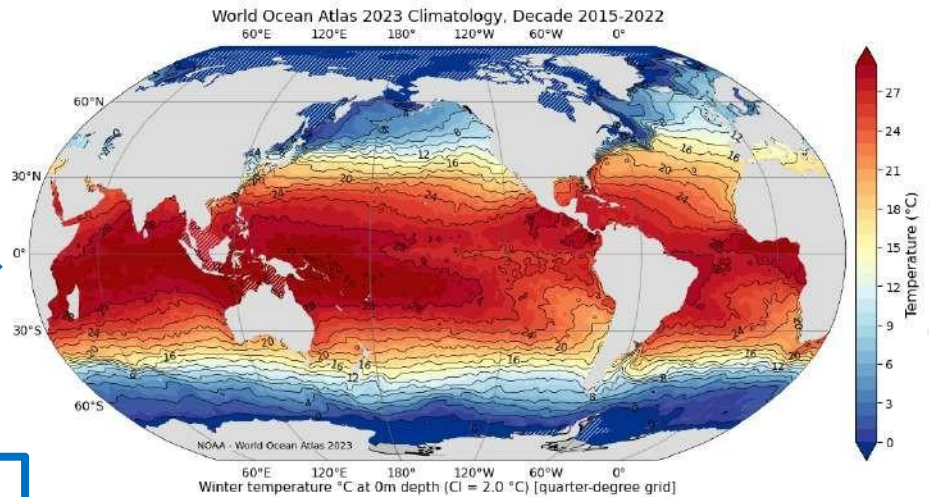 World Ocean Atlas 2023 Climatology, Decade 2015-2022
60°E 120°E 180° 120°W 60°W 0°
60°N
30°N
0°
30°S
60°S
27
24
21
18
15
12
9
6
3
0
Temperature (°C)
NOAA - World Ocean Atlas 2023
60°E 120°E 180° 120°W 60°W 0°
Winter temperature °C at 0m depth (CI = 2.0 °C) [quarter-degree grid]